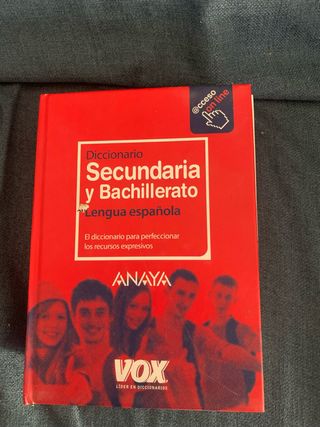 @cceso
on line
Diccionario
Secundaria
y Bachillerato
Lengua española
El diccionario para perfeccionar
los recursos expresivos
ANAYA
VOX
LÍDER EN DICCIONARIOS